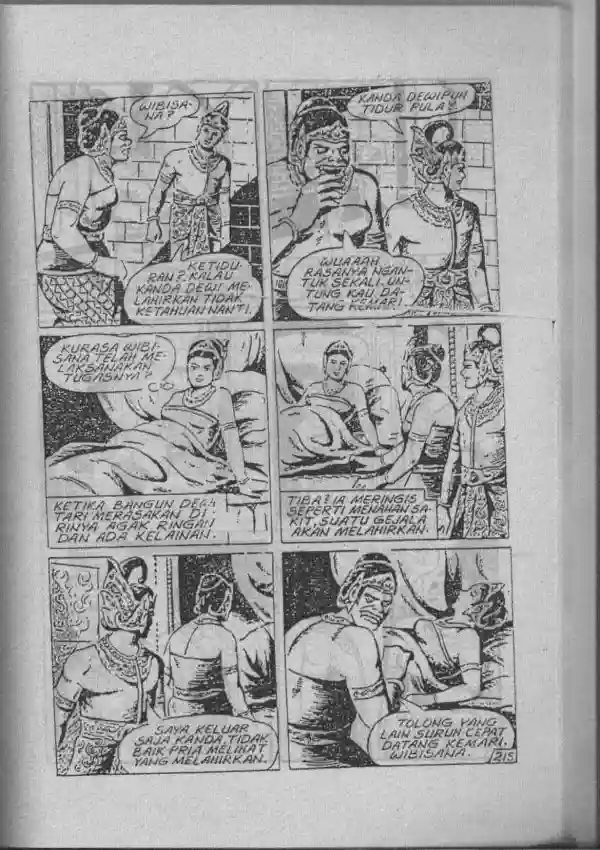 WIBISA-
NA?
KETIDU-
RAN? KALAU
KANDA DEWI ME-
LAHIRKAN TIDAK
KETAHUAN NANTI.
KANDA DEWIPUN
TIDUR PULA?
WUAAAH
RASANYA NGAN-
TUK SEKALI. UN-
TUNG KAU DA-
TANG KEMARI.
KURASA WIBI-
SANA TELAH ME-
LAKSANAKAN
TUGASNYA?
KETIKA BANGUN DEWI
TARI MERASAKAN DI-
RINYA AGAK RINGAN
DAN ADA KELAINAN.
TIBA2 IA MERINGIS
SEPERTI MENAHAN SA-
KIT, SUATU GEJALA
AKAN MELAHIRKAN.
SAYA KELUAR
SAJA KANDA TIDAK
BAIK PRIA MELIHAT
YANG MELAHIRKAN.
TOLONG YANG
LAIN SURUH CEPAT
DATANG KEMARI.
WIBISANA.
215